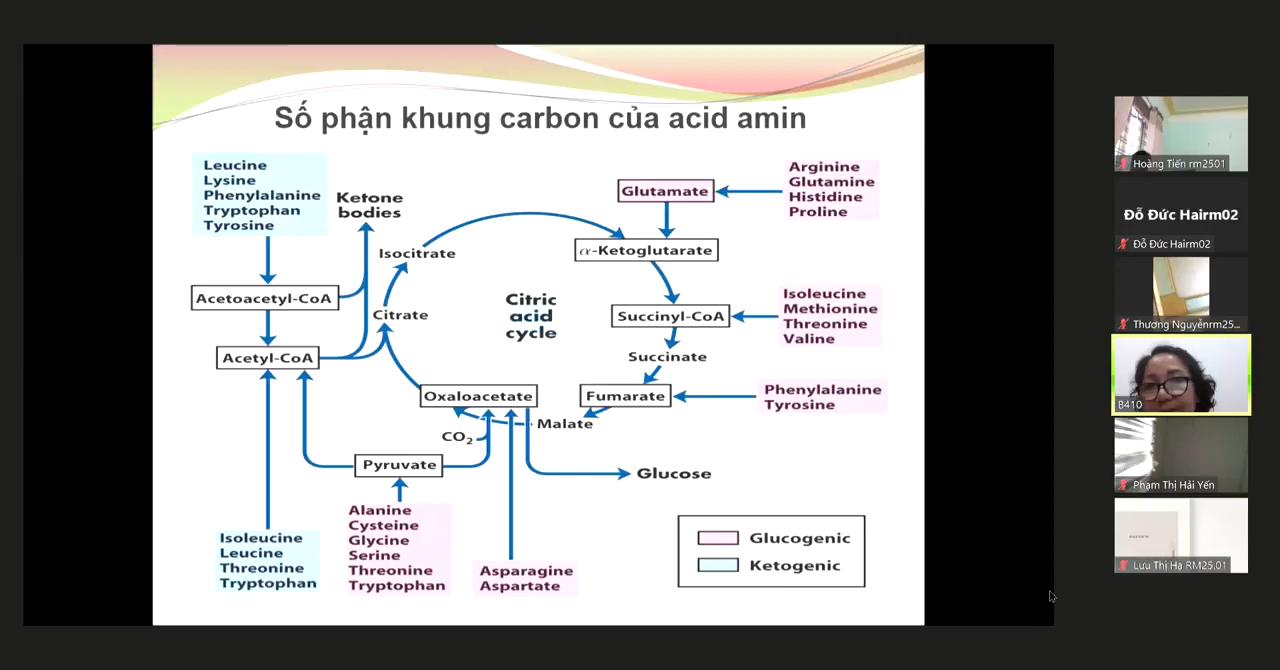 Số phận khung carbon của acid amin
Leucine
Lysine
Phenylalanine
Tryptophan
Tyrosine
Ketone
bodies
Acetoacetyl-CoA
Acetyl-CoA
Isocitrate
Citrate
Citric
acid
cycle
Glutamate
Arginine
Glutamine
Histidine
Proline
α-Ketoglutarate
Succinyl-CoA
Isoleucine
Methionine
Threonine
Valine
Succinate
Fumarate
Phenylalanine
Tyrosine
Oxaloacetate
Malate
CO₂
Pyruvate
Glucose
Isoleucine
Leucine
Threonine
Tryptophan
Alanine
Cysteine
Glycine
Serine
Threonine
Tryptophan
Asparagine
Aspartate
Glucogenic
Ketogenic
Hoàng Tiến rm2501
Đỗ Đức Hairm02
Đỗ Đức Hairm02
Thương Nguyễnrm25...
B410
Phạm Thị Hải Yến
Lưu Thị Hạ RM25.01